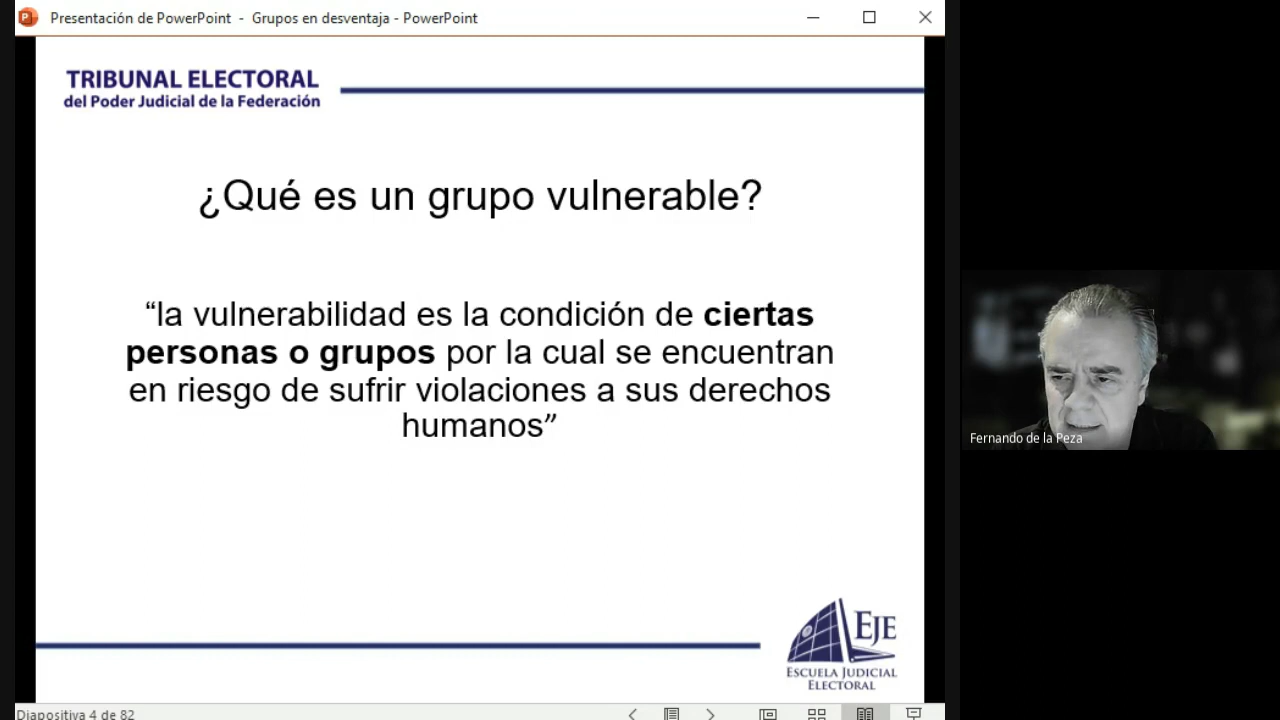 Presentación de PowerPoint - Grupos en desventaja - PowerPoint
TRIBUNAL ELECTORAL
del Poder Judicial de la Federación
¿Qué es un grupo vulnerable?
“la vulnerabilidad es la condición de ciertas
personas o grupos por la cual se encuentran
en riesgo de sufrir violaciones a sus derechos
humanos”
Fernando de la Peza
EJE
ESCUELA JUDICIAL
ELECTORAL
Diapositiva 4 de 82